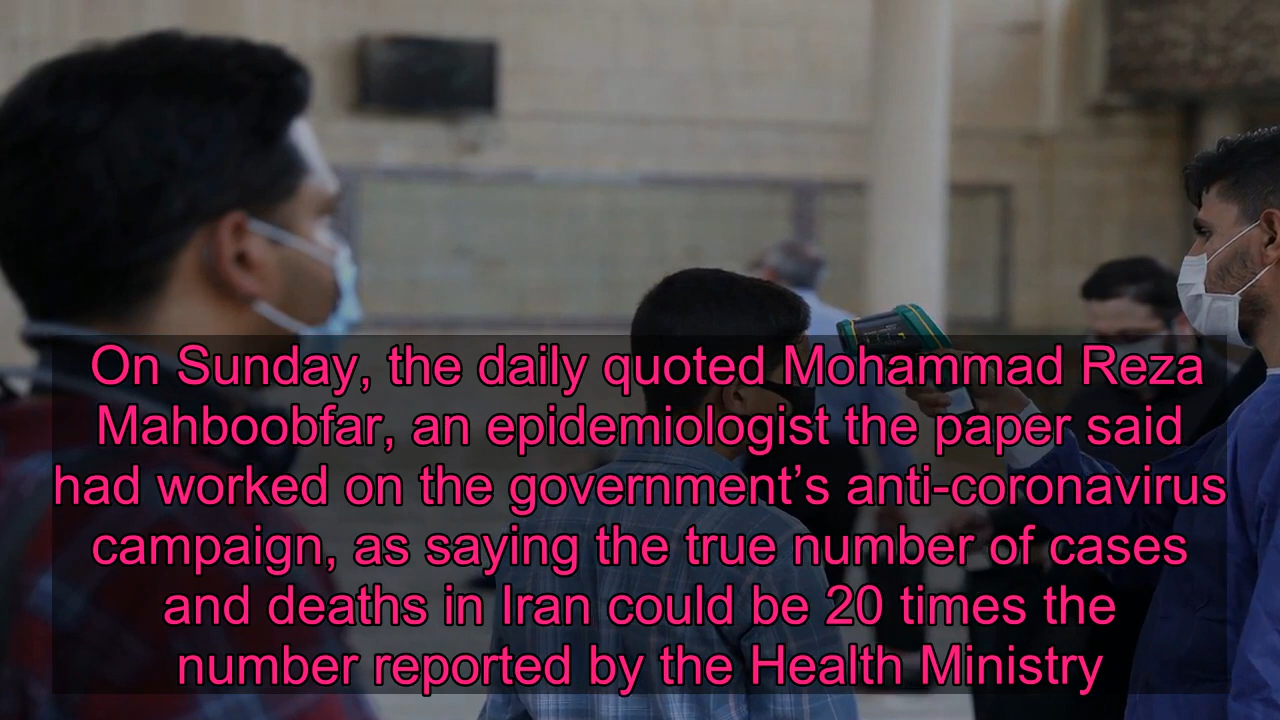 On Sunday, the daily quoted Mohammad Reza
Mahboobfar, an epidemiologist the paper said
had worked on the government’s anti-coronavirus
campaign, as saying the true number of cases
and deaths in Iran could be 20 times the
number reported by the Health Ministry